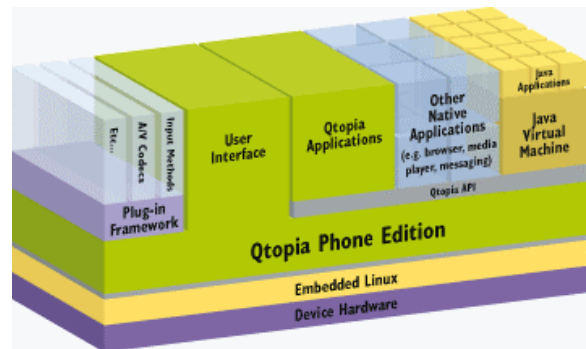 Etc...
A/V Codecs
Input Methods
Plug-in
Framework
User
Interface
Qtopia
Applications
Other
Native
Applications
(e.g. browser, media
player, messaging)
Java
Applications
Java
Virtual
Machine
Qtopia API
Qtopia Phone Edition
Embedded Linux
Device Hardware